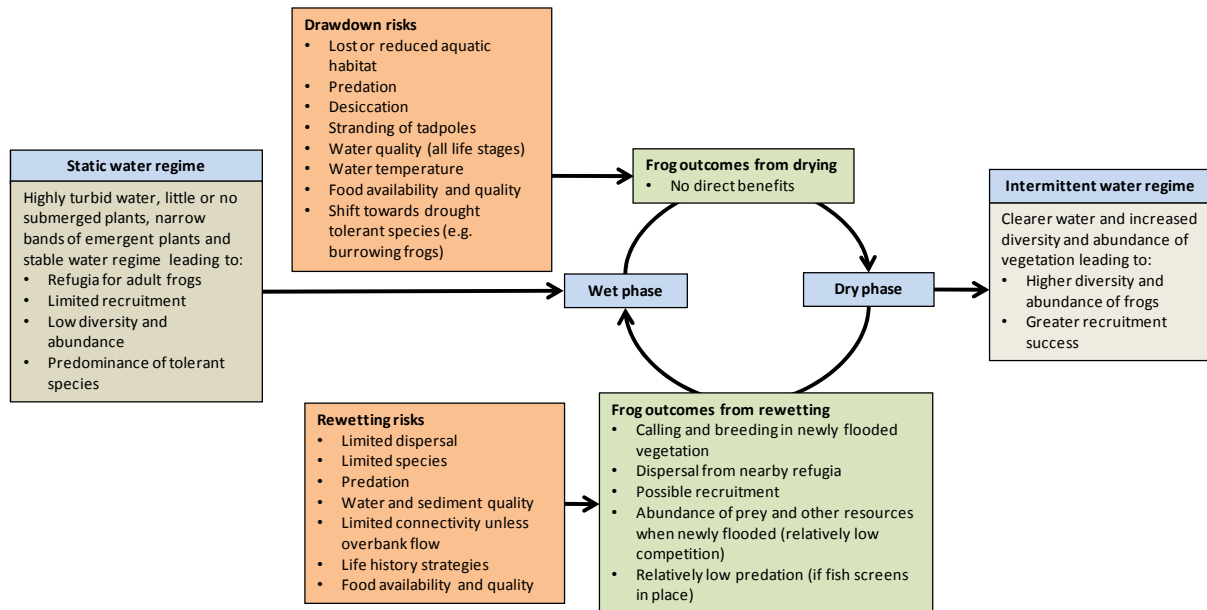 Drawdown risks
• Lost or reduced aquatic
habitat
• Predation
• Desiccation
• Stranding of tadpoles
• Water quality (all life stages)
• Water temperature
• Food availability and quality
• Shift towards drought
tolerant species (e.g.
burrowing frogs)
Static water regime
Highly turbid water, little or no
submerged plants, narrow
bands of emergent plants and
stable water regime leading to:
• Refugia for adult frogs
• Limited recruitment
• Low diversity and
abundance
• Predominance of tolerant
species
Frog outcomes from drying
• No direct benefits
Wet phase
Dry phase
Intermittent water regime
Clearer water and increased
diversity and abundance of
vegetation leading to:
• Higher diversity and
abundance of frogs
• Greater recruitment
success
Rewetting risks
• Limited dispersal
• Limited species
• Predation
• Water and sediment quality
• Limited connectivity unless
overbank flow
• Life history strategies
• Food availability and quality
Frog outcomes from rewetting
• Calling and breeding in newly flooded
vegetation
• Dispersal from nearby refugia
• Possible recruitment
• Abundance of prey and other resources
when newly flooded (relatively low
competition)
• Relatively low predation (if fish screens
in place)